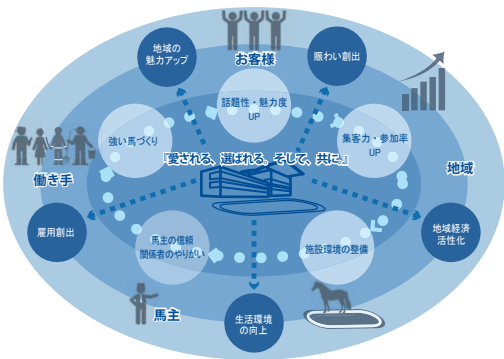 お客様
地域の
魅力アップ
賑わい創出
話題性・魅力度
UP
強い馬づくり
集客力・参加率
UP
『愛される、選ばれる、そして、共に。』
働き手
地域
雇用創出
馬主の信頼
関係者のやりがい
施設環境の整備
地域経済
活性化
馬主
生活環境
の向上